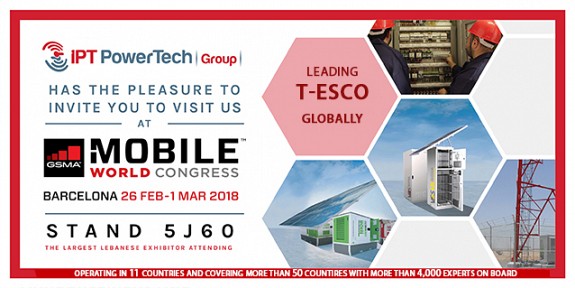 IPT PowerTech Group
HAS THE PLEASURE TO
INVITE YOU TO VISIT US
AT
GSMA MOBILE™
WORLD CONGRESS
BARCELONA 26 FEB-1 MAR 2018
STAND 5J60
THE LARGEST LEBANESE EXHIBITOR ATTENDING
LEADING
T-ESCO
GLOBALLY
OPERATING IN 11 COUNTRIES AND COVERING MORE THAN 50 COUNTIRES WITH MORE THAN 4,000 EXPERTS ON BOARD